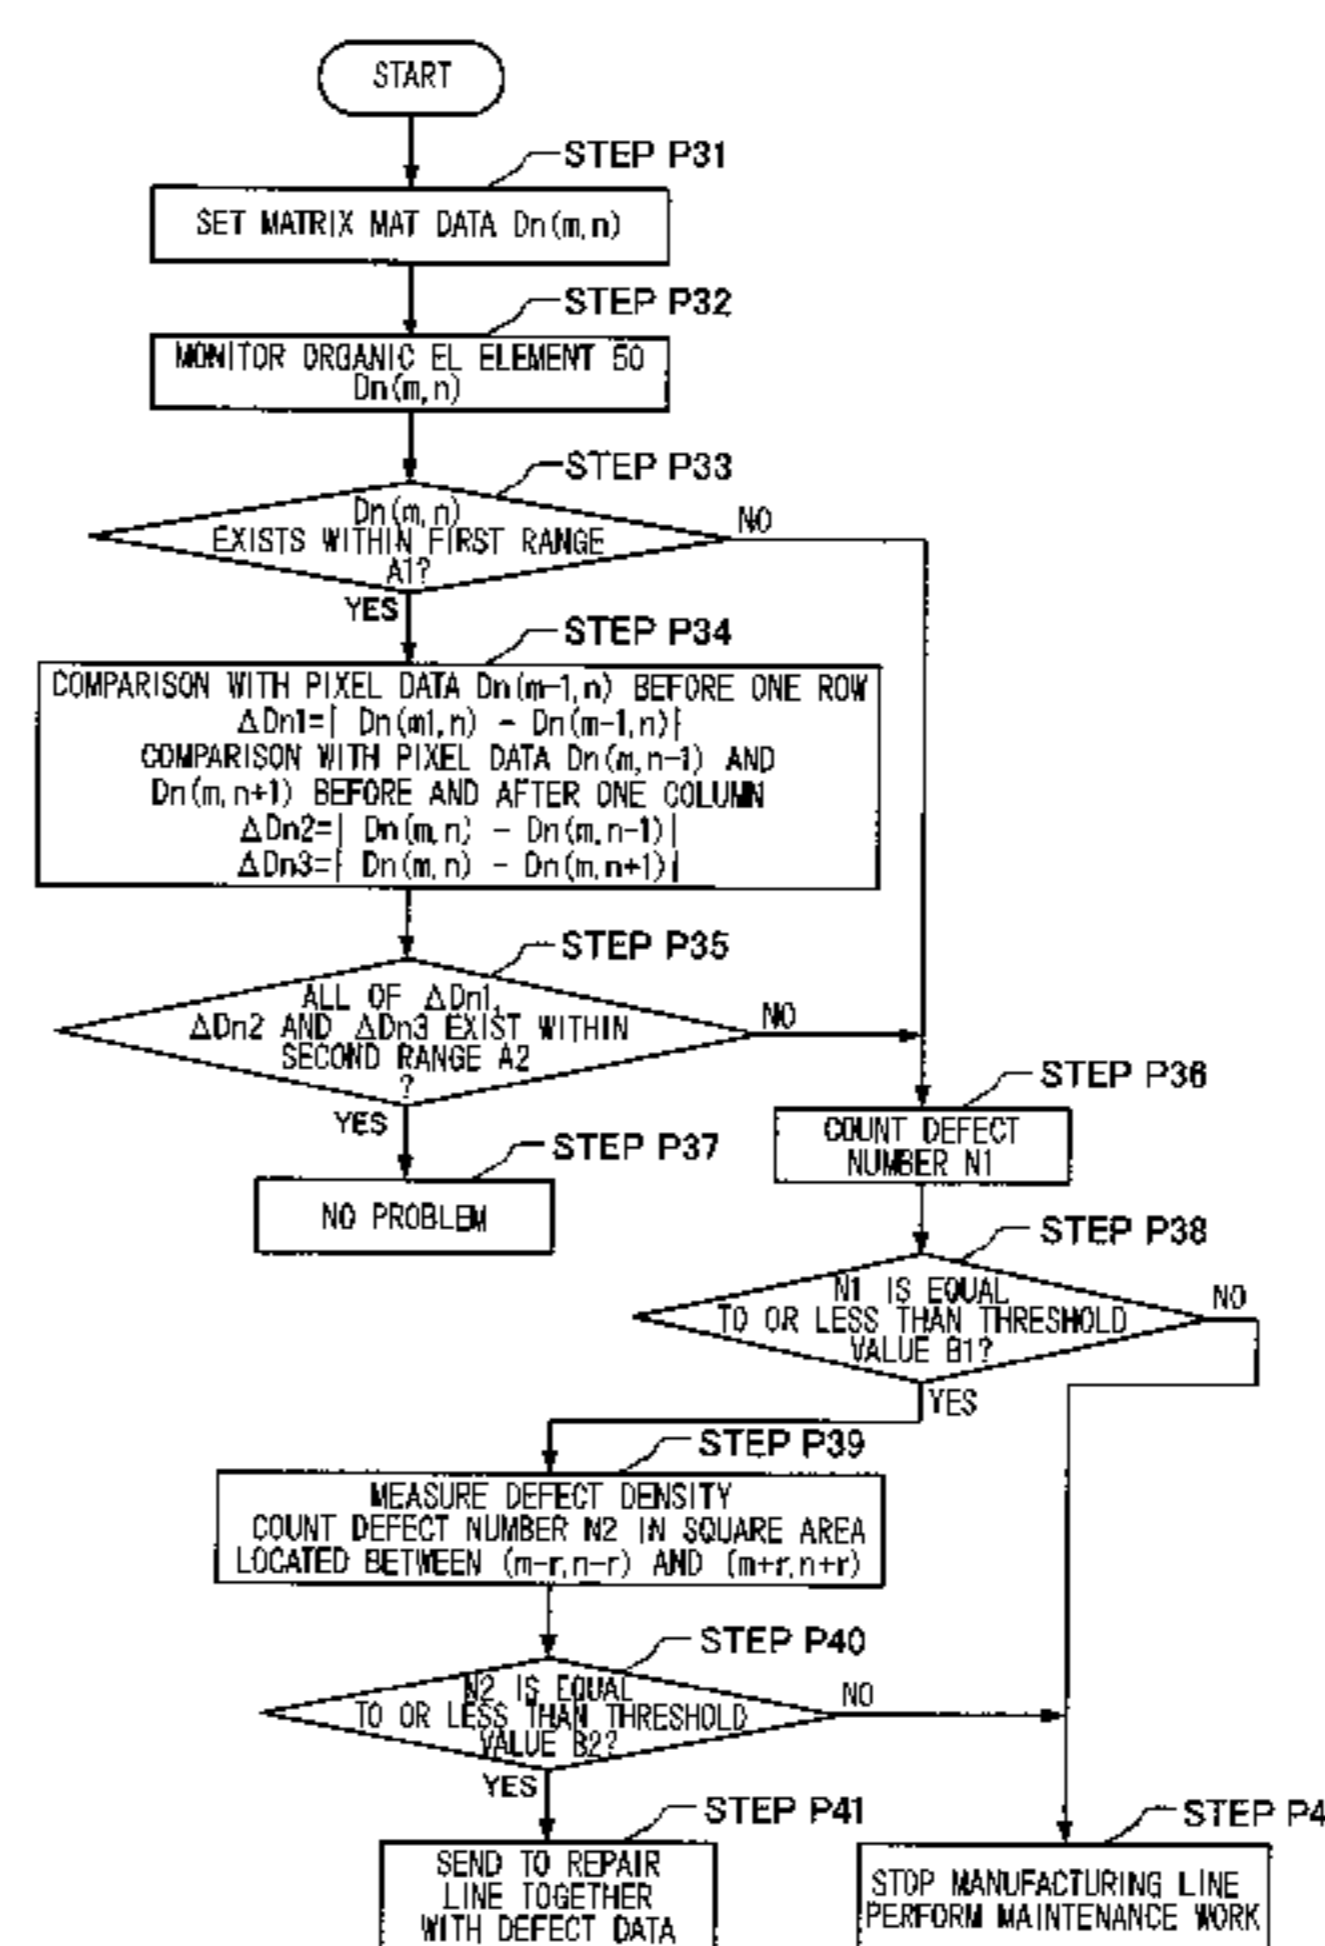 START
STEP P31
SET MATRIX MAT DATA Dn(m,n)
STEP P32
MONITOR ORGANIC EL ELEMENT 50
Dn(m,n)
STEP P33
Dn(m,n)
EXISTS WITHIN FIRST RANGE
A1?
NO
YES
STEP P34
COMPARISON WITH PIXEL DATA Dn(m-1,n) BEFORE ONE ROW
ΔDn1=| Dn(m1,n) - Dn(m-1,n)|
COMPARISON WITH PIXEL DATA Dn(m,n-1) AND
Dn(m,n+1) BEFORE AND AFTER ONE COLUMN
ΔDn2=| Dn(m,n) - Dn(m,n-1)|
ΔDn3=| Dn(m,n) - Dn(m,n+1)|
STEP P35
ALL OF ΔDn1,
ΔDn2 AND ΔDn3 EXIST WITHIN
SECOND RANGE A2
?
NO
YES
STEP P36
COUNT DEFECT
NUMBER N1
STEP P37
NO PROBLEM
STEP P38
N1 IS EQUAL
TO OR LESS THAN THRESHOLD
VALUE B1?
NO
YES
STEP P39
MEASURE DEFECT DENSITY
COUNT DEFECT NUMBER N2 IN SQUARE AREA
LOCATED BETWEEN (m-r,n-r) AND (m+r,n+r)
STEP P40
N2 IS EQUAL
TO OR LESS THAN THRESHOLD
VALUE B2?
NO
YES
STEP P41
SEND TO REPAIR
LINE TOGETHER
WITH DEFECT DATA
STEP P4
STOP MANUFACTURING LINE
PERFORM MAINTENANCE WORK